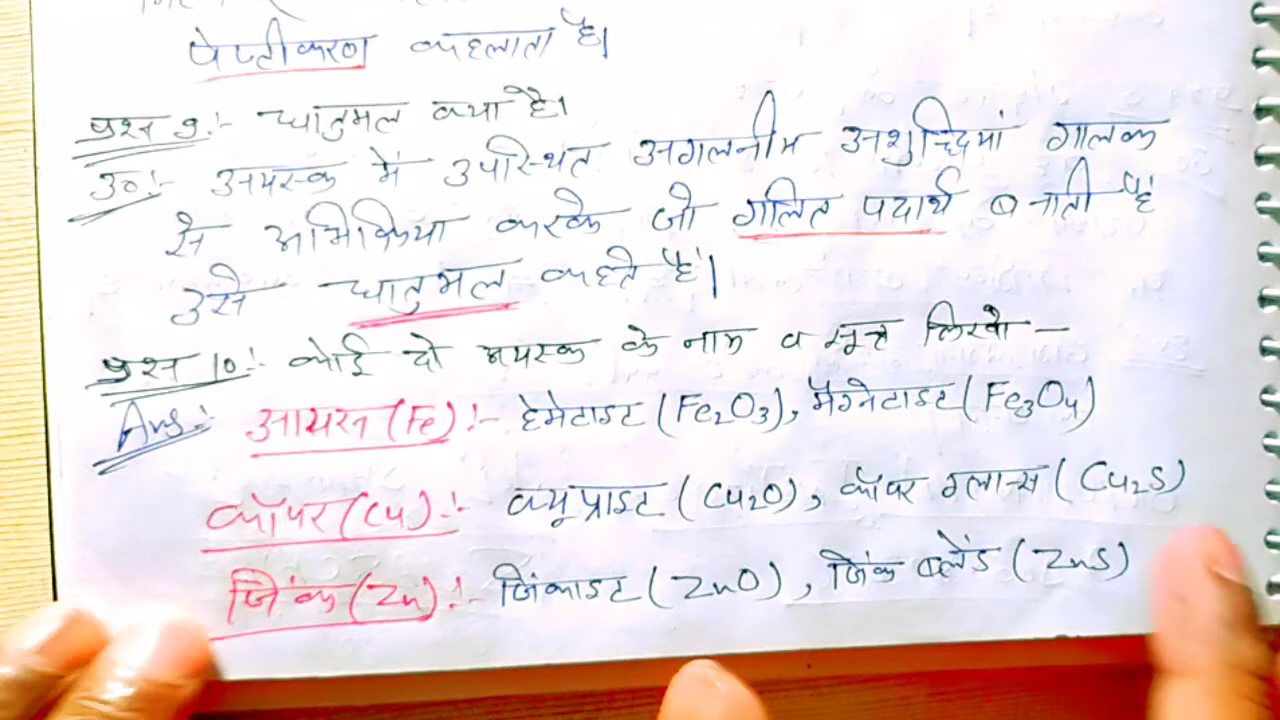 पेप्टीकरण कहलाता है।
प्रश्न 9:- धातुमल क्या है।
उ०:- अयस्क में उपस्थित अगलनीय अशुद्धियां गालक
से अभिक्रिया करके जो गलित पदार्थ बनाती है
उसे धातुमल कहते हैं।
प्रश्न 10:- कोई दो अयस्क के नाम व सूत्र लिखो -
Ans:- आयरन (Fe):- हेमेटाइट (Fe₂O₃), मैग्नेटाइट (Fe₃O₄)
कॉपर (Cu):- क्यूप्राइट (Cu₂O), कॉपर ग्लान्स (Cu₂S)
जिंक (Zn):- जिंकाइट (ZnO), जिंक ब्लेंड (ZnS)